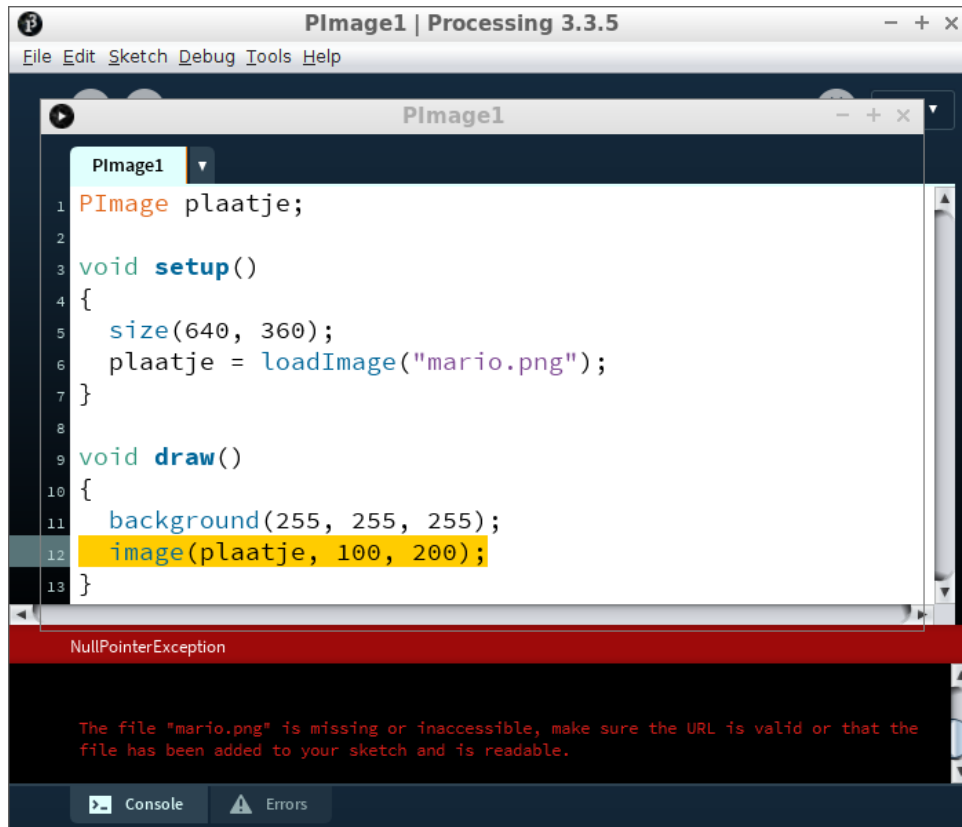 PImage1 | Processing 3.3.5
File Edit Sketch Debug Tools Help
PImage1
PImage1
1 PImage plaatje;
2
3 void setup()
4 {
5   size(640, 360);
6   plaatje = loadImage("mario.png");
7 }
8
9 void draw()
10 {
11   background(255, 255, 255);
12   image(plaatje, 100, 200);
13 }
NullPointerException
The file "mario.png" is missing or inaccessible, make sure the URL is valid or that the
file has been added to your sketch and is readable.
Console Errors